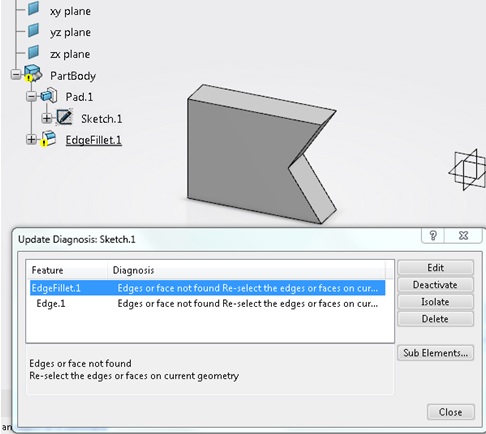 xy plane
yz plane
zx plane
PartBody
Pad.1
Sketch.1
EdgeFillet.1
Update Diagnosis: Sketch.1
Feature Diagnosis
EdgeFillet.1 Edges or face not found Re-select the edges or faces on cur...
Edge.1 Edges or face not found Re-select the edges or faces on cur...
Edit
Deactivate
Isolate
Delete
Sub Elements...
Edges or face not found
Re-select the edges or faces on current geometry
Close